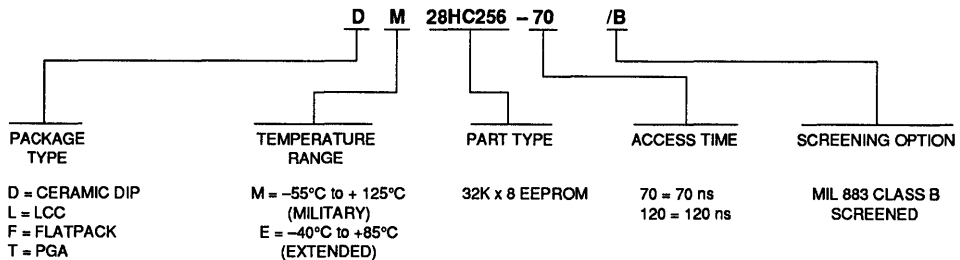 D M 28HC256 – 70 /B
PACKAGE TYPE
TEMPERATURE RANGE
PART TYPE
ACCESS TIME
SCREENING OPTION
D = CERAMIC DIP
L = LCC
F = FLATPACK
T = PGA
M = –55°C to + 125°C
(MILITARY)
E = –40°C to +85°C
(EXTENDED)
32K x 8 EEPROM
70 = 70 ns
120 = 120 ns
MIL 883 CLASS B
SCREENED